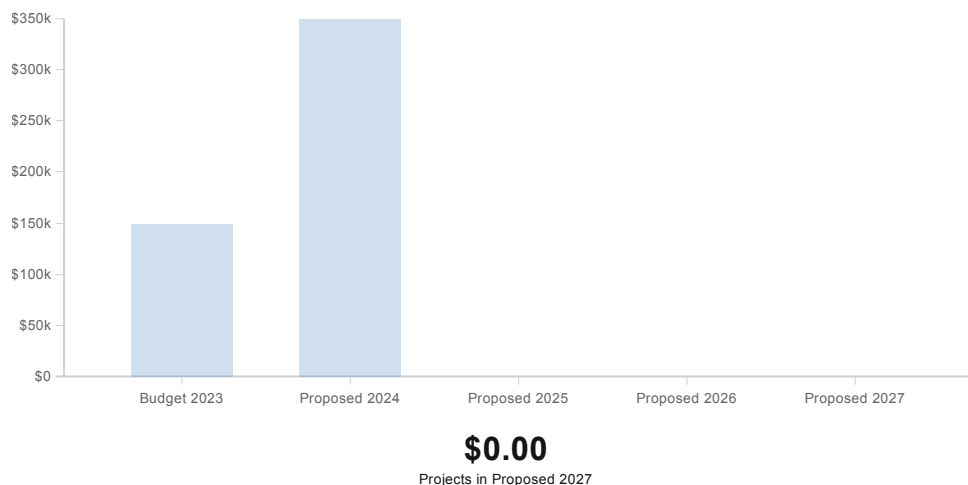 $350k
$300k
$250k
$200k
$150k
$100k
$50k
$0
Budget 2023 Proposed 2024 Proposed 2025 Proposed 2026 Proposed 2027
$0.00
Projects in Proposed 2027